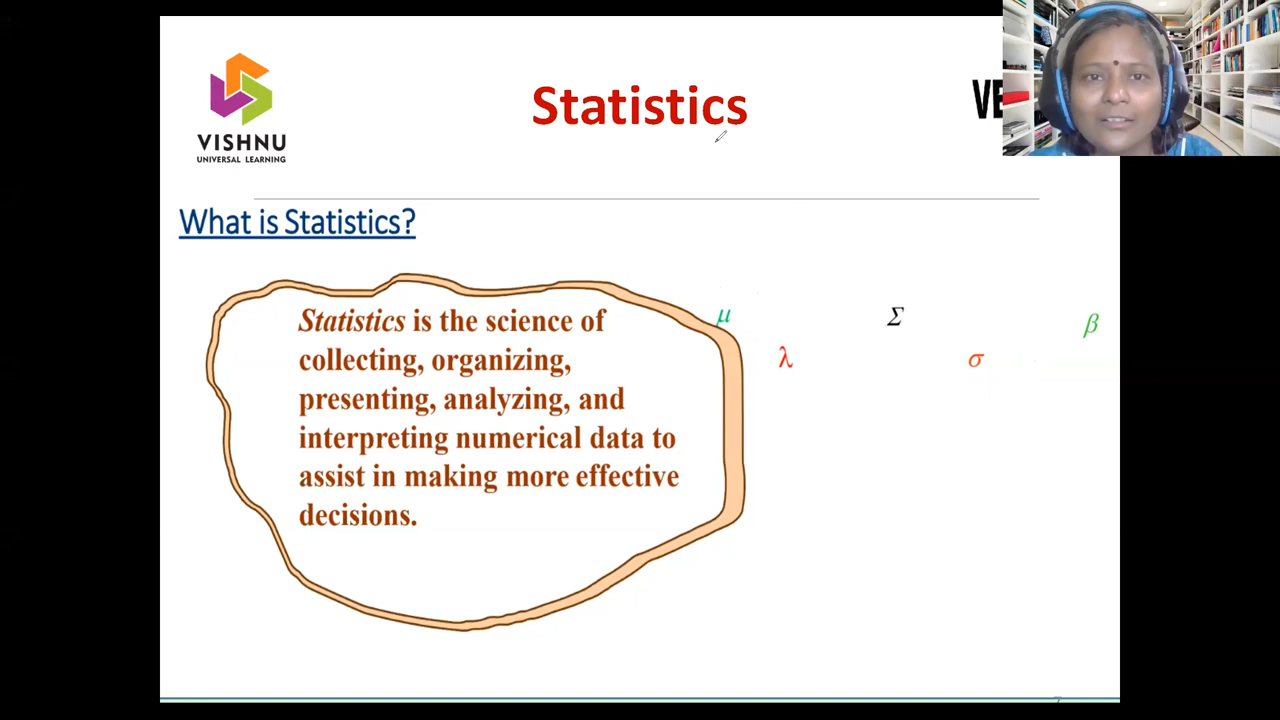 VISHNU
UNIVERSAL LEARNING
Statistics
VE
What is Statistics?
Statistics is the science of
collecting, organizing,
presenting, analyzing, and
interpreting numerical data to
assist in making more effective
decisions.
μ
Σ
β
λ
σ